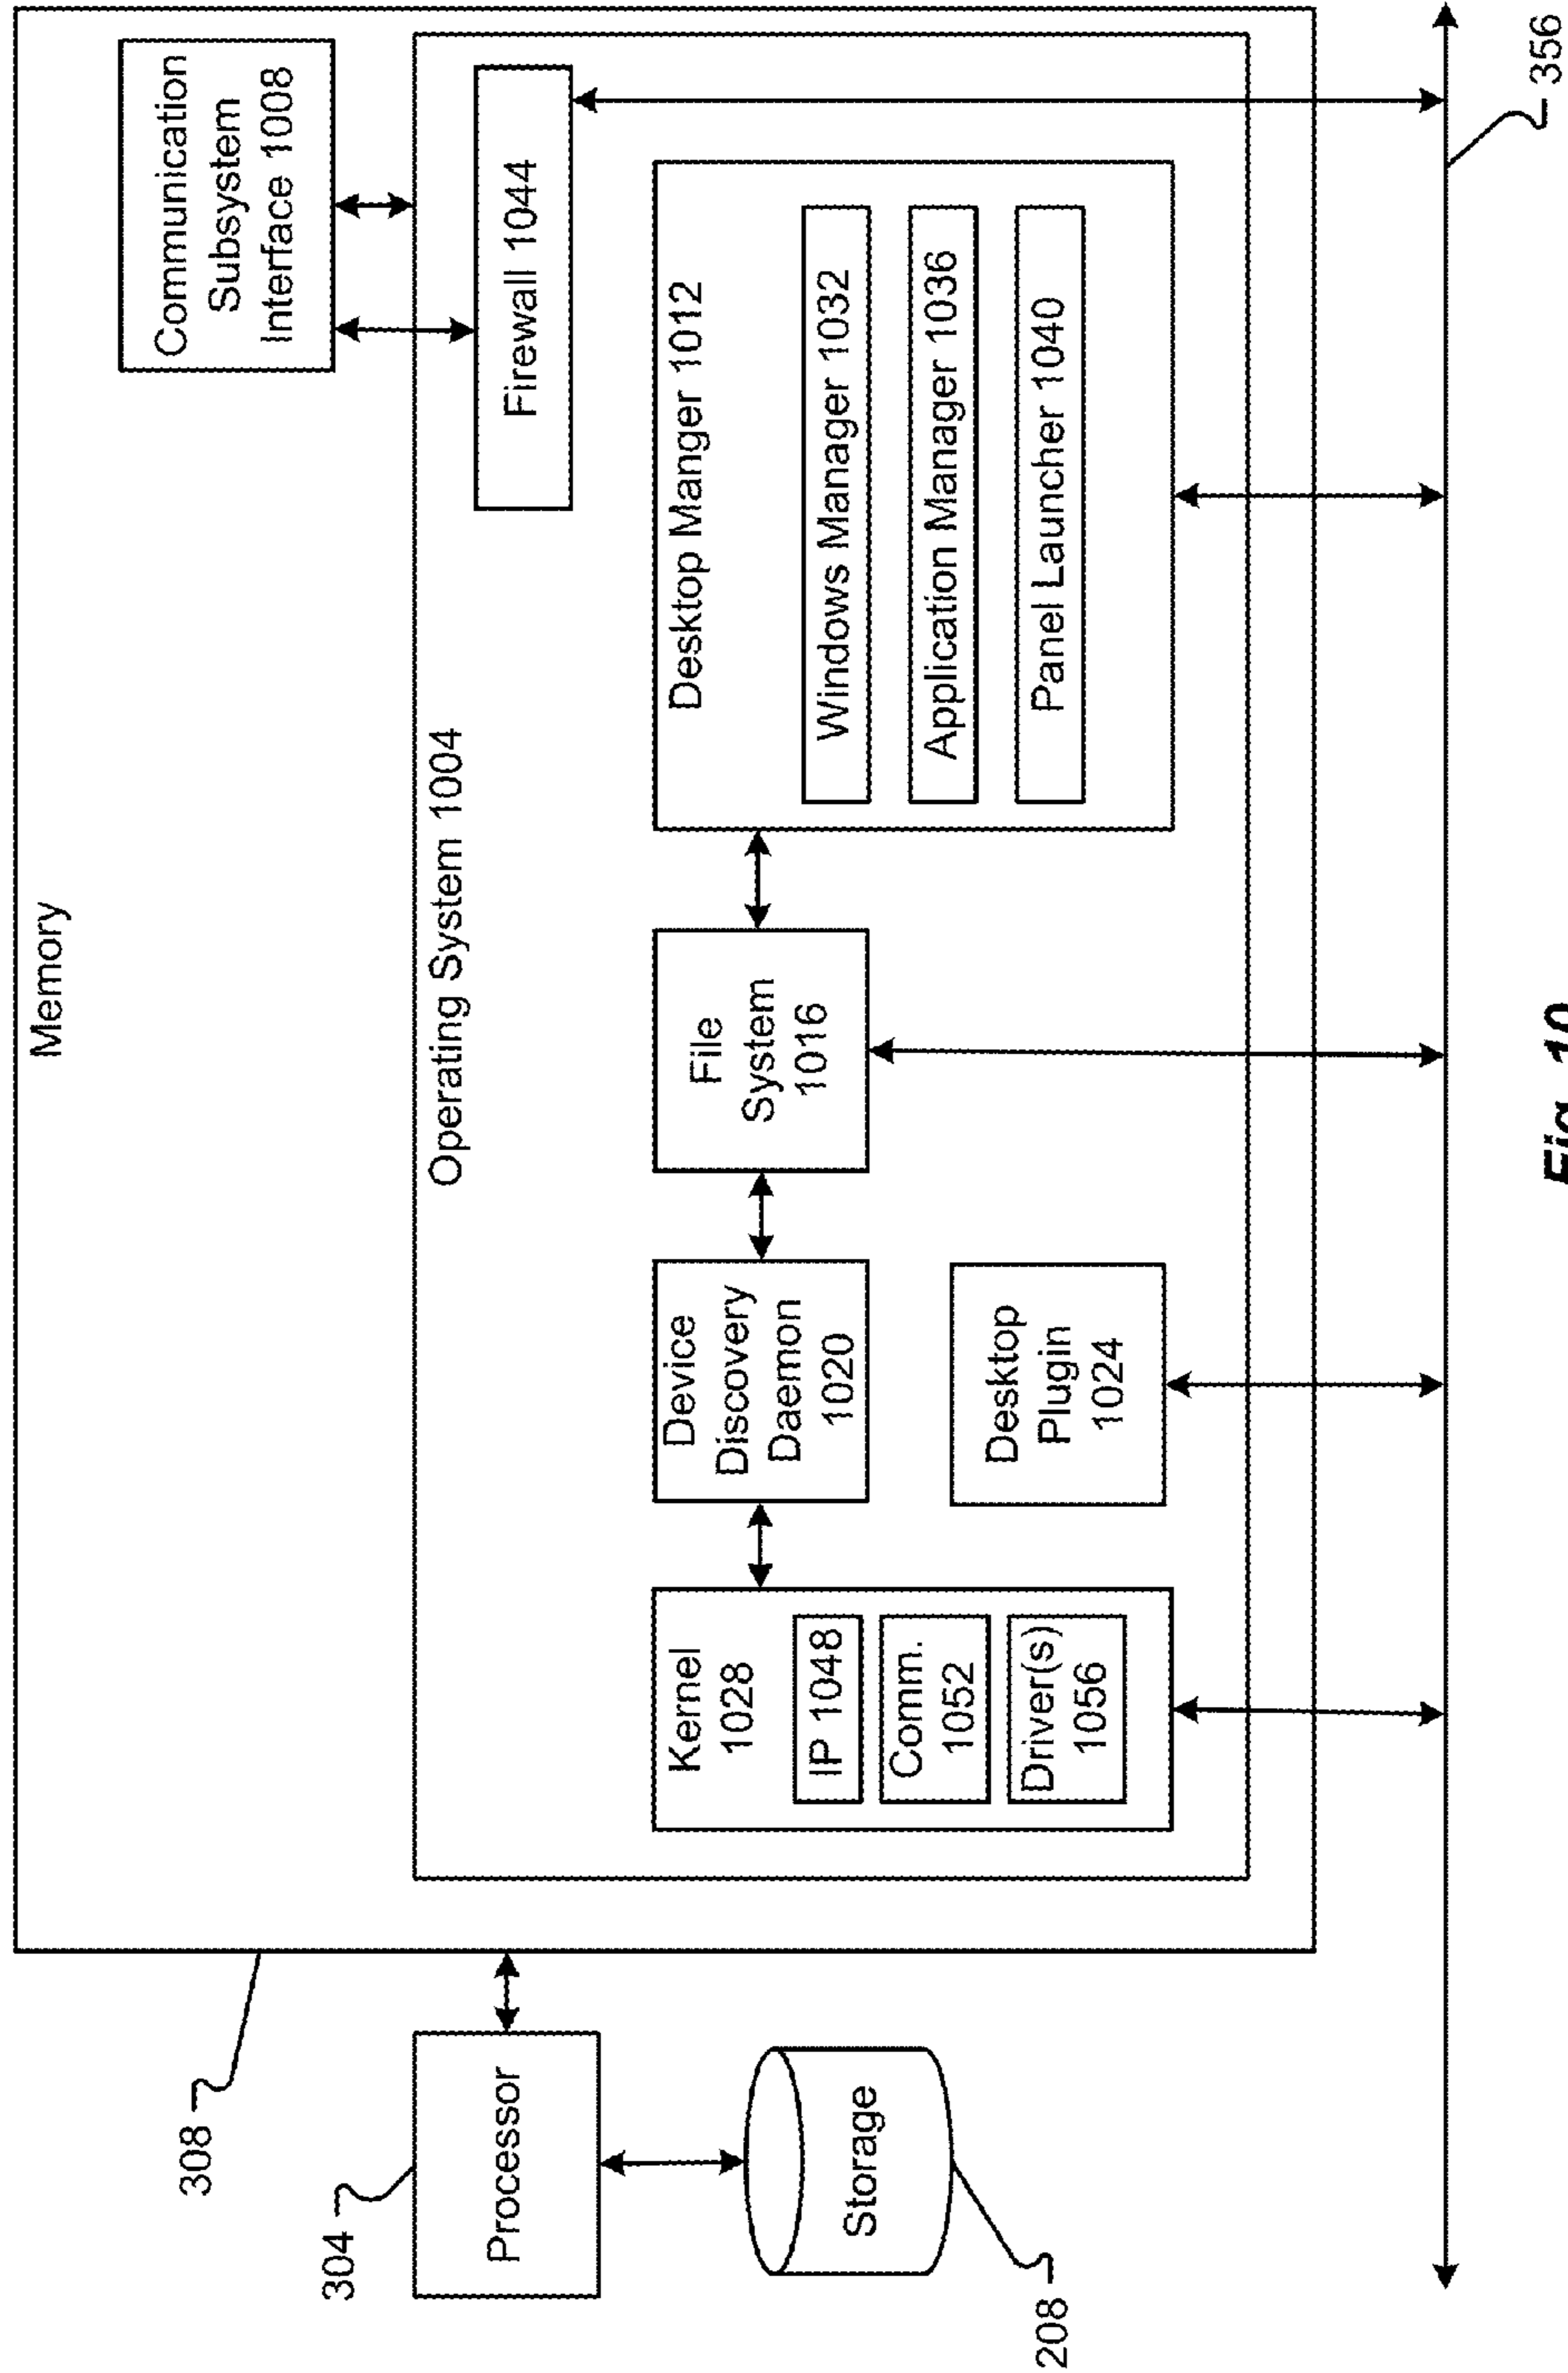 Memory
Communication
Subsystem
Interface 1008
Operating System 1004
Firewall 1044
308
304
Processor
Storage
208
Kernel
1028
IP 1048
Comm.
1052
Driver(s)
1056
Device
Discovery
Daemon
1020
Desktop
Plugin
1024
File
System
1016
Desktop Manger 1012
Windows Manager 1032
Application Manager 1036
Panel Launcher 1040
356
Fig. 10